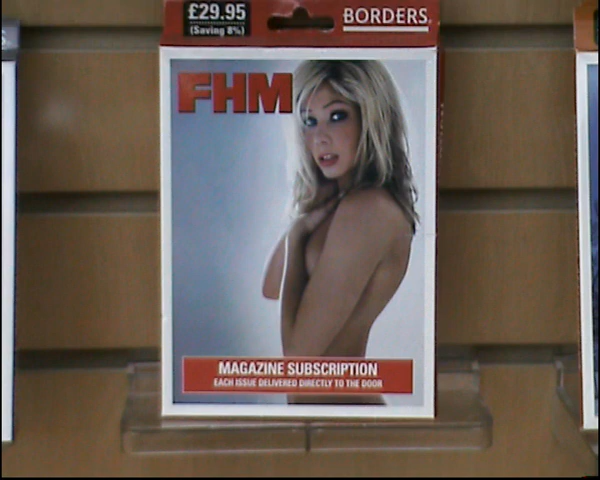 £29.95
(Saving 8%)
BORDERS
FHM
MAGAZINE SUBSCRIPTION
EACH ISSUE DELIVERED DIRECTLY TO THE DOOR